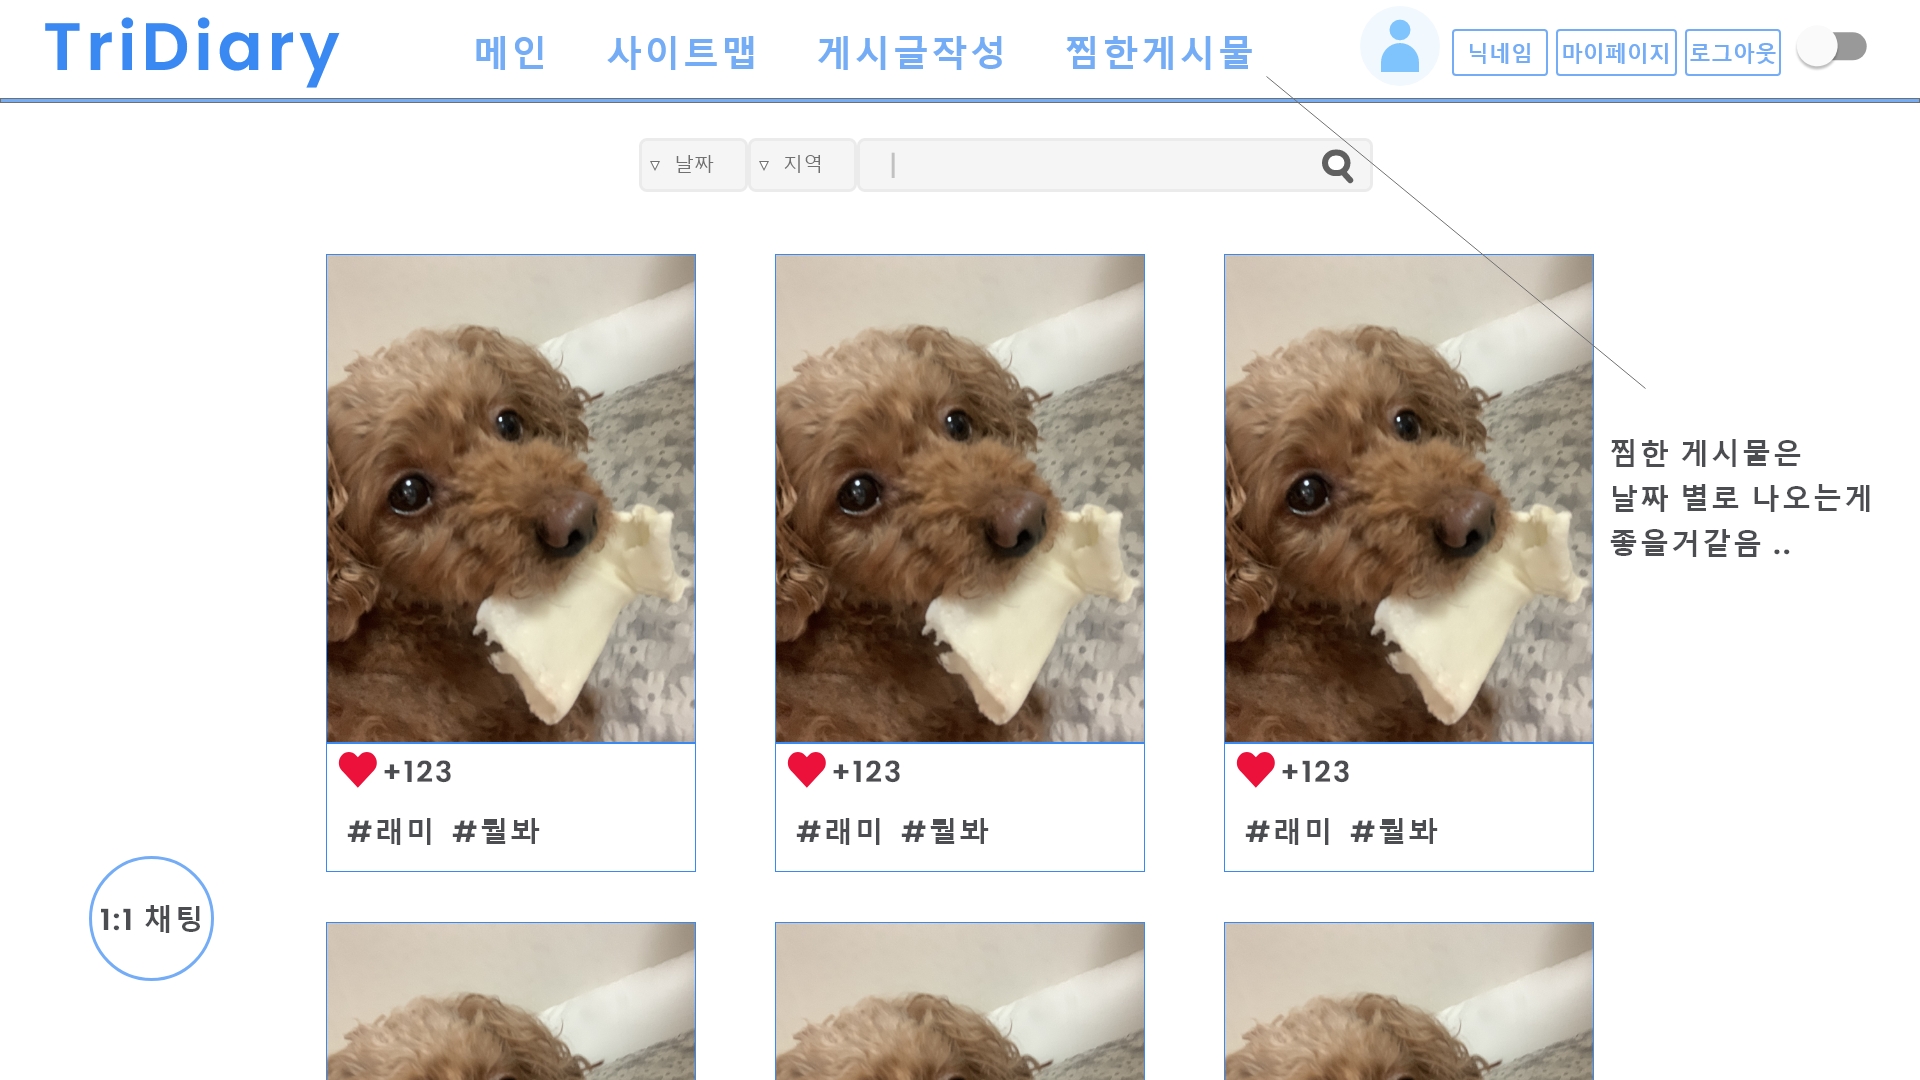 TriDiary
메인 사이트맵 게시글작성 찜한게시물
닉네임 마이페이지 로그아웃
▽ 날짜 ▽ 지역
찜한 게시물은
날짜 별로 나오는게
좋을거같음 ..
+123 +123 +123
#래미 #뭘봐 #래미 #뭘봐 #래미 #뭘봐
1:1 채팅